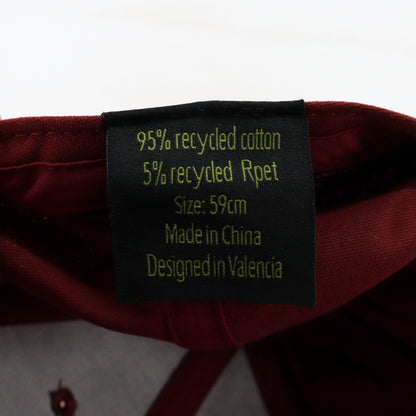 95% recycled cotton
5% recycled Rpet
Size: 59cm
Made in China
Designed in Valencia